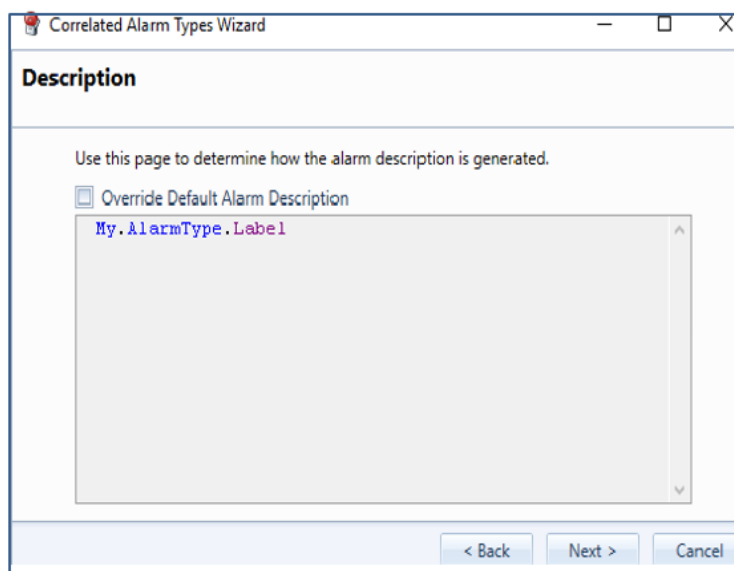 Correlated Alarm Types Wizard
Description
Use this page to determine how the alarm description is generated.
Override Default Alarm Description
My.AlarmType.Label
< Back Next > Cancel